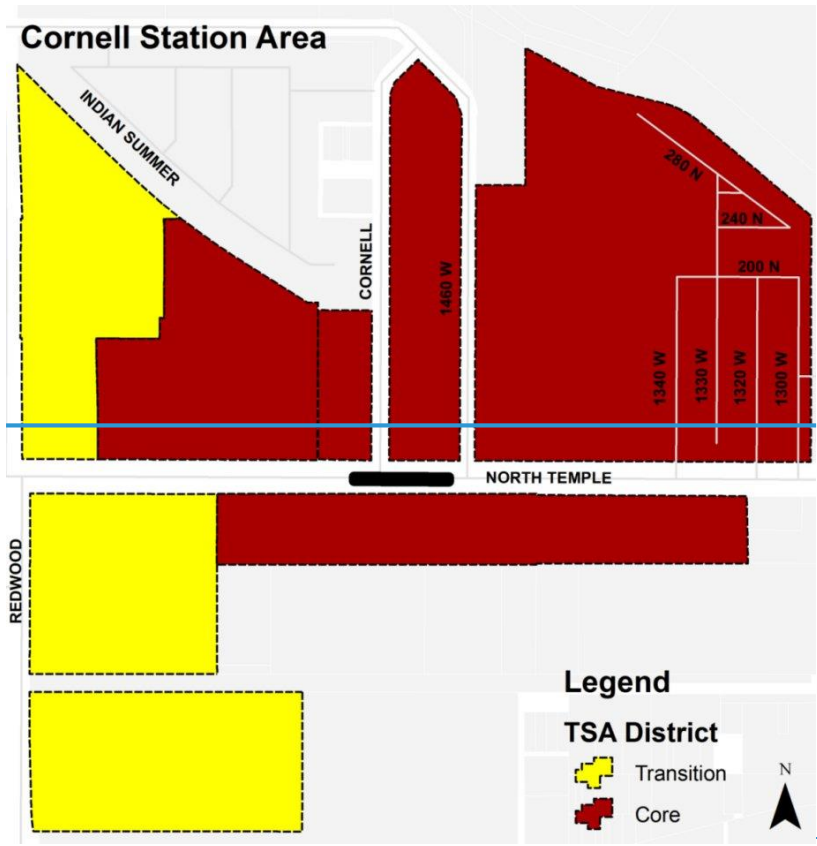 Cornell Station Area
INDIAN SUMMER
280 N
240 N
CORNELL
1460 W
200 N
1340 W
1330 W
1320 W
1300 W
NORTH TEMPLE
REDWOOD
Legend
TSA District
Transition
Core
N